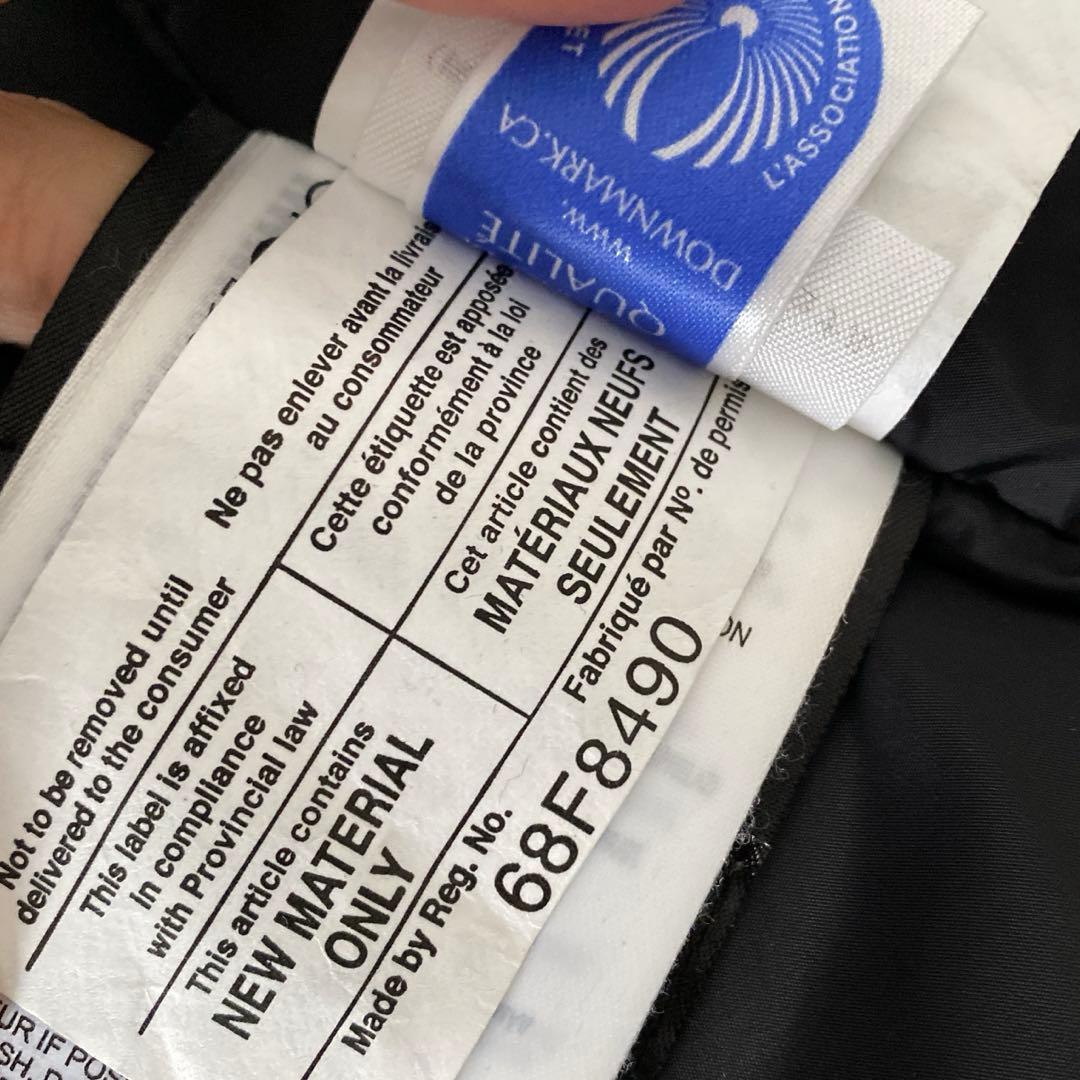 L'ASSOCIATION
QUALITÉ
WWW.
DOWNMARK.CA
Ne pas enlever avant la
au consommateur
Cette étiquette est apposée
conformément à la loi
de la province
Cet article contient des
MATÉRIAUX NEUFS
SEULEMENT
Fabriqué par Nº. de permis
Not to be removed until
delivered to the consumer
This label is affixed
in compliance
with Provincial law
This article contains
NEW MATERIAL
ONLY
Made by Reg. No.
68F8490
IF